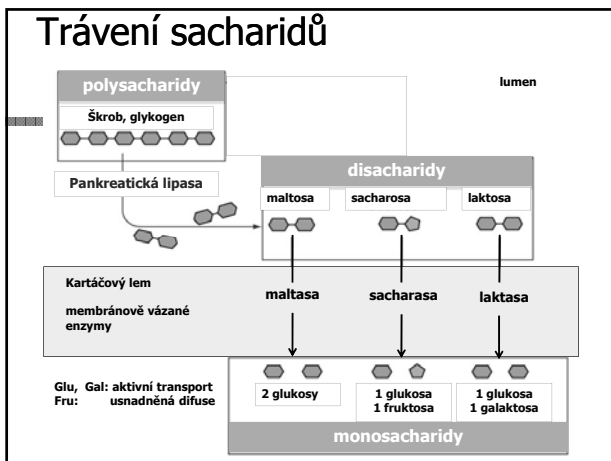 Trávení sacharidů
polysacharidy
lumen
Škrob, glykogen
Pankreatická lipasa
disacharidy
maltosa sacharosa laktosa
Kartáčový lem
membránově vázané
enzymy
maltasa sacharasa laktasa
Glu, Gal: aktivní transport
Fru: usnadněná difuse
2 glukosy
1 glukosa
1 fruktosa
1 glukosa
1 galaktosa
monosacharidy